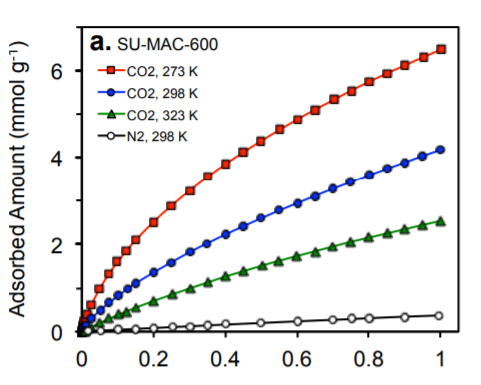 a. SU-MAC-600
CO2, 273 K
CO2, 298 K
CO2, 323 K
N2, 298 K
Adsorbed Amount (mmol g⁻¹)
6
4
2
0
0 0.2 0.4 0.6 0.8 1